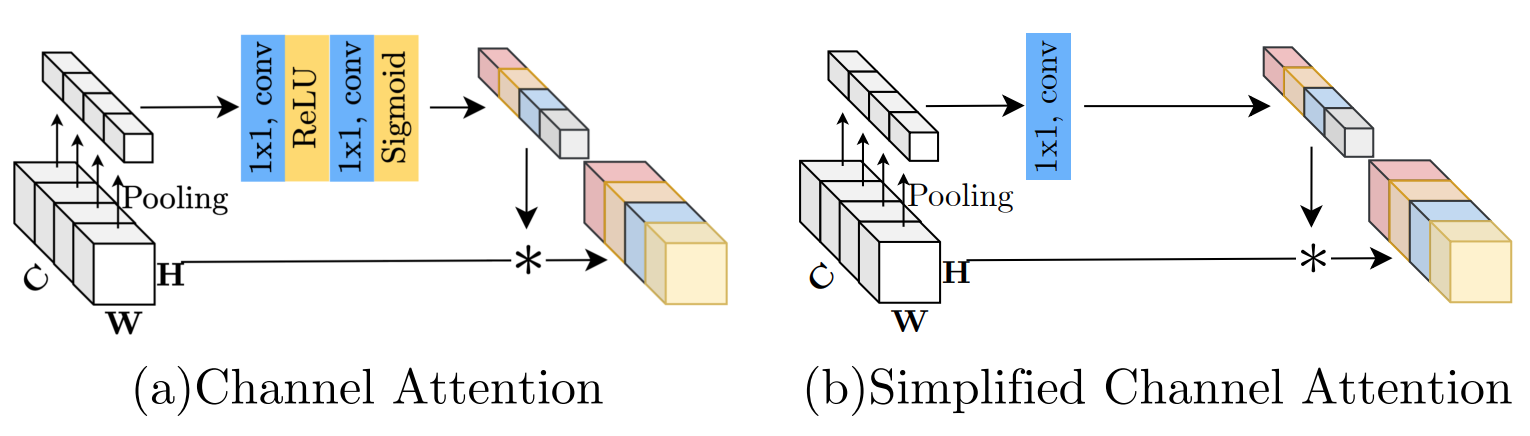 1x1, conv
ReLU
1x1, conv
Sigmoid
Pooling
C
H
W
*
(a)Channel Attention
1x1, conv
Pooling
C
H
W
*
(b)Simplified Channel Attention